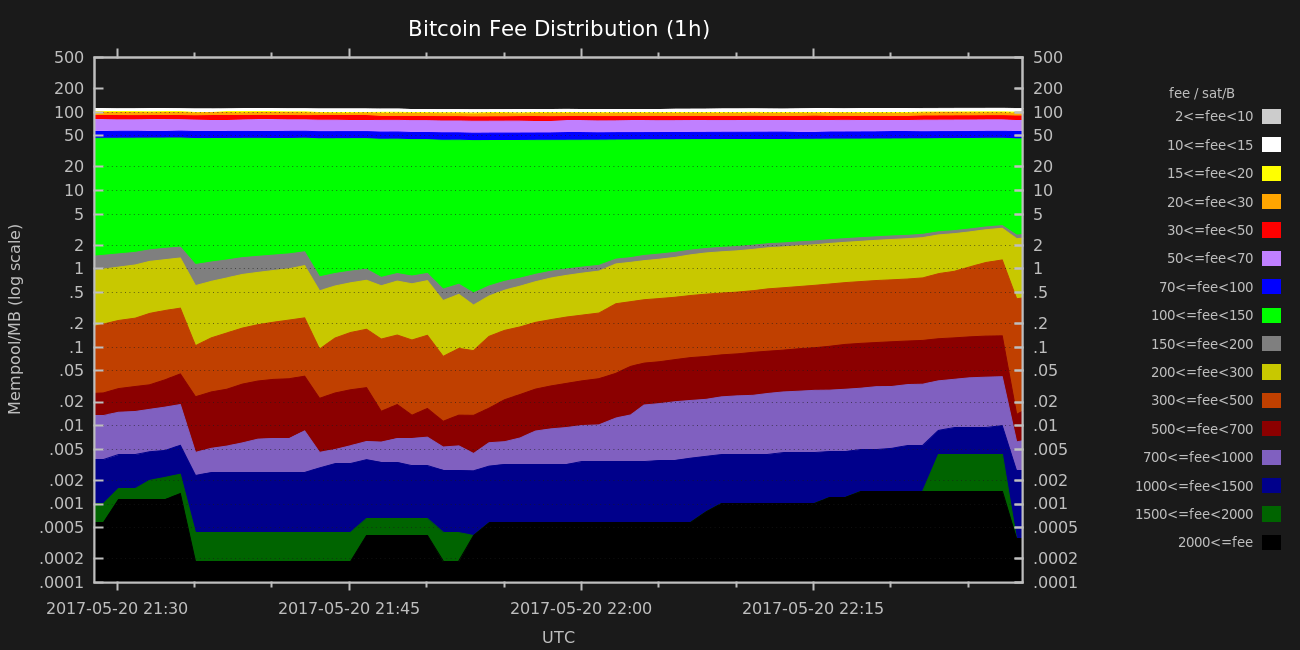 Bitcoin Fee Distribution (1h)
Mempool/MB (log scale)
500
200
100
50
20
10
5
2
1
.5
.2
.1
.05
.02
.01
.005
.002
.001
.0005
.0002
.0001
500
200
100
50
20
10
5
2
1
.5
.2
.1
.05
.02
.01
.005
.002
.001
.0005
.0002
.0001
2017-05-20 21:30 2017-05-20 21:45 2017-05-20 22:00 2017-05-20 22:15
UTC
fee / sat/B
2<=fee<10
10<=fee<15
15<=fee<20
20<=fee<30
30<=fee<50
50<=fee<70
70<=fee<100
100<=fee<150
150<=fee<200
200<=fee<300
300<=fee<500
500<=fee<700
700<=fee<1000
1000<=fee<1500
1500<=fee<2000
2000<=fee